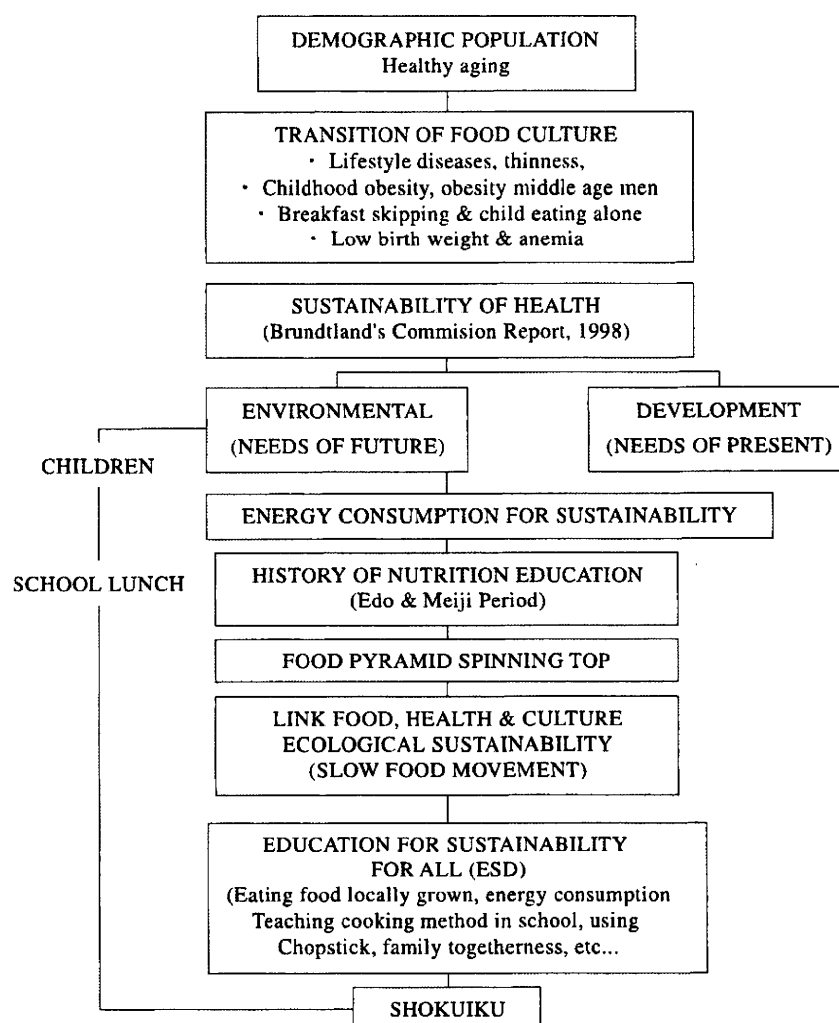 DEMOGRAPHIC POPULATION
Healthy aging
TRANSITION OF FOOD CULTURE
· Lifestyle diseases, thinness,
· Childhood obesity, obesity middle age men
· Breakfast skipping & child eating alone
· Low birth weight & anemia
SUSTAINABILITY OF HEALTH
(Brundtland's Commision Report, 1998)
ENVIRONMENTAL
(NEEDS OF FUTURE)
DEVELOPMENT
(NEEDS OF PRESENT)
CHILDREN
ENERGY CONSUMPTION FOR SUSTAINABILITY
SCHOOL LUNCH
HISTORY OF NUTRITION EDUCATION
(Edo & Meiji Period)
FOOD PYRAMID SPINNING TOP
LINK FOOD, HEALTH & CULTURE
ECOLOGICAL SUSTAINABILITY
(SLOW FOOD MOVEMENT)
EDUCATION FOR SUSTAINABILITY
FOR ALL (ESD)
(Eating food locally grown, energy consumption
Teaching cooking method in school, using
Chopstick, family togetherness, etc...
SHOKUIKU